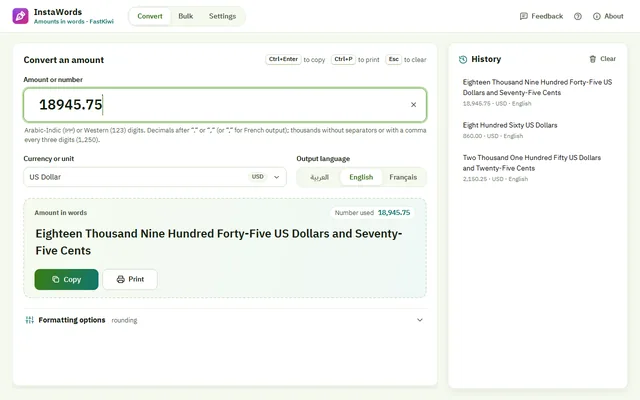 InstaWords
Amounts in words · FastKiwi
Convert
Bulk
Settings
Feedback
About
Convert an amount
Ctrl+Enter to copy
Ctrl+P to print
Esc to clear
Amount or number
18945.75
Arabic-Indic (١٢٣) or Western (123) digits. Decimals after “.” or “٫” (or “,” for French output); thousands without separators or with a comma
every three digits (1,250).
Currency or unit
US Dollar
USD
Output language
العربية
English
Français
Amount in words
Number used 18,945.75
Eighteen Thousand Nine Hundred Forty-Five US Dollars and Seventy-
Five Cents
Copy
Print
Formatting options
rounding
History
Clear
Eighteen Thousand Nine Hundred Forty-Five US
Dollars and Seventy-Five Cents
18,945.75 · USD · English
Eight Hundred Sixty US Dollars
860.00 · USD · English
Two Thousand One Hundred Fifty US Dollars
and Twenty-Five Cents
2,150.25 · USD · English